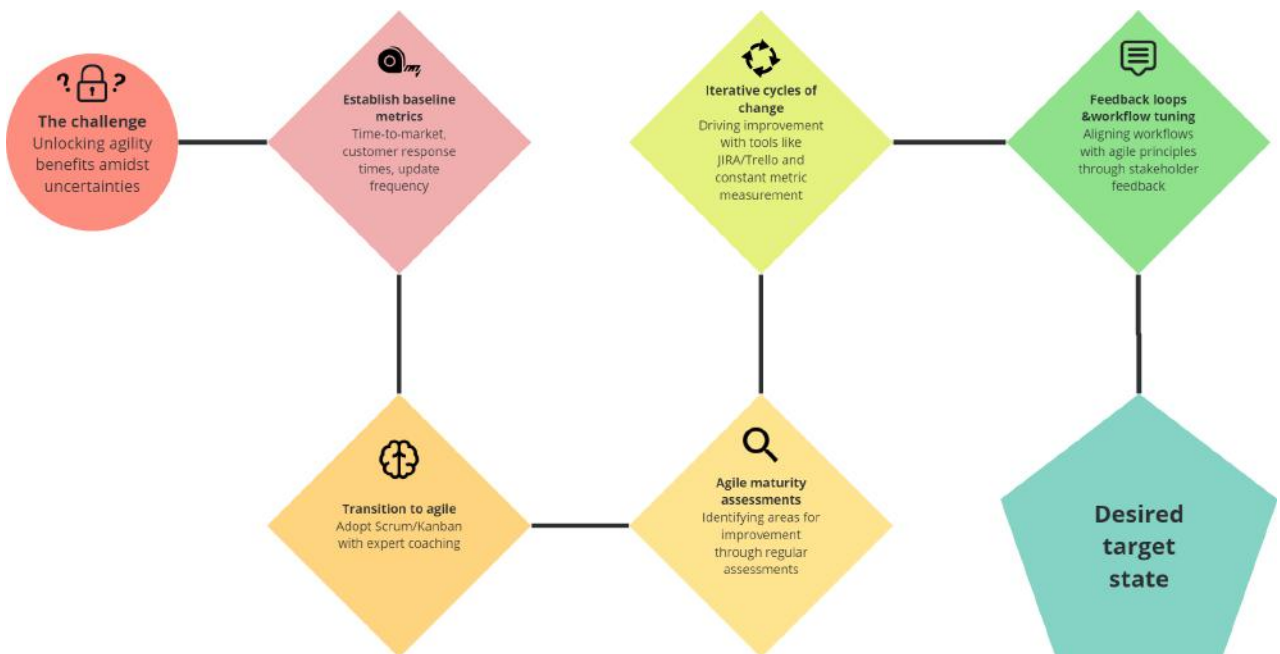 ? ?
The challenge
Unlocking agility
benefits amidst
uncertainties
Establish baseline
metrics
Time-to-market,
customer response
times, update
frequency
Transition to agile
Adopt Scrum/Kanban
with expert coaching
Agile maturity
assessments
Identifying areas for
improvement
through regular
assessments
Iterative cycles of
change
Driving improvement
with tools like
JIRA/Trello and
constant metric
measurement
Feedback loops
&workflow tuning
Aligning workflows
with agile principles
through stakeholder
feedback
Desired
target
state